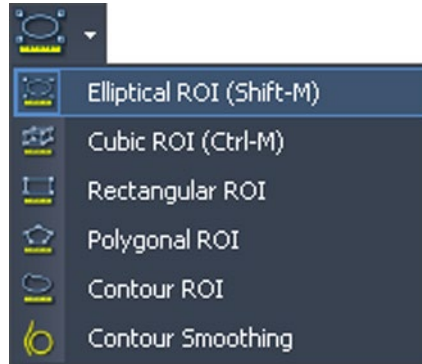 Elliptical ROI (Shift-M)
Cubic ROI (Ctrl-M)
Rectangular ROI
Polygonal ROI
Contour ROI
Contour Smoothing